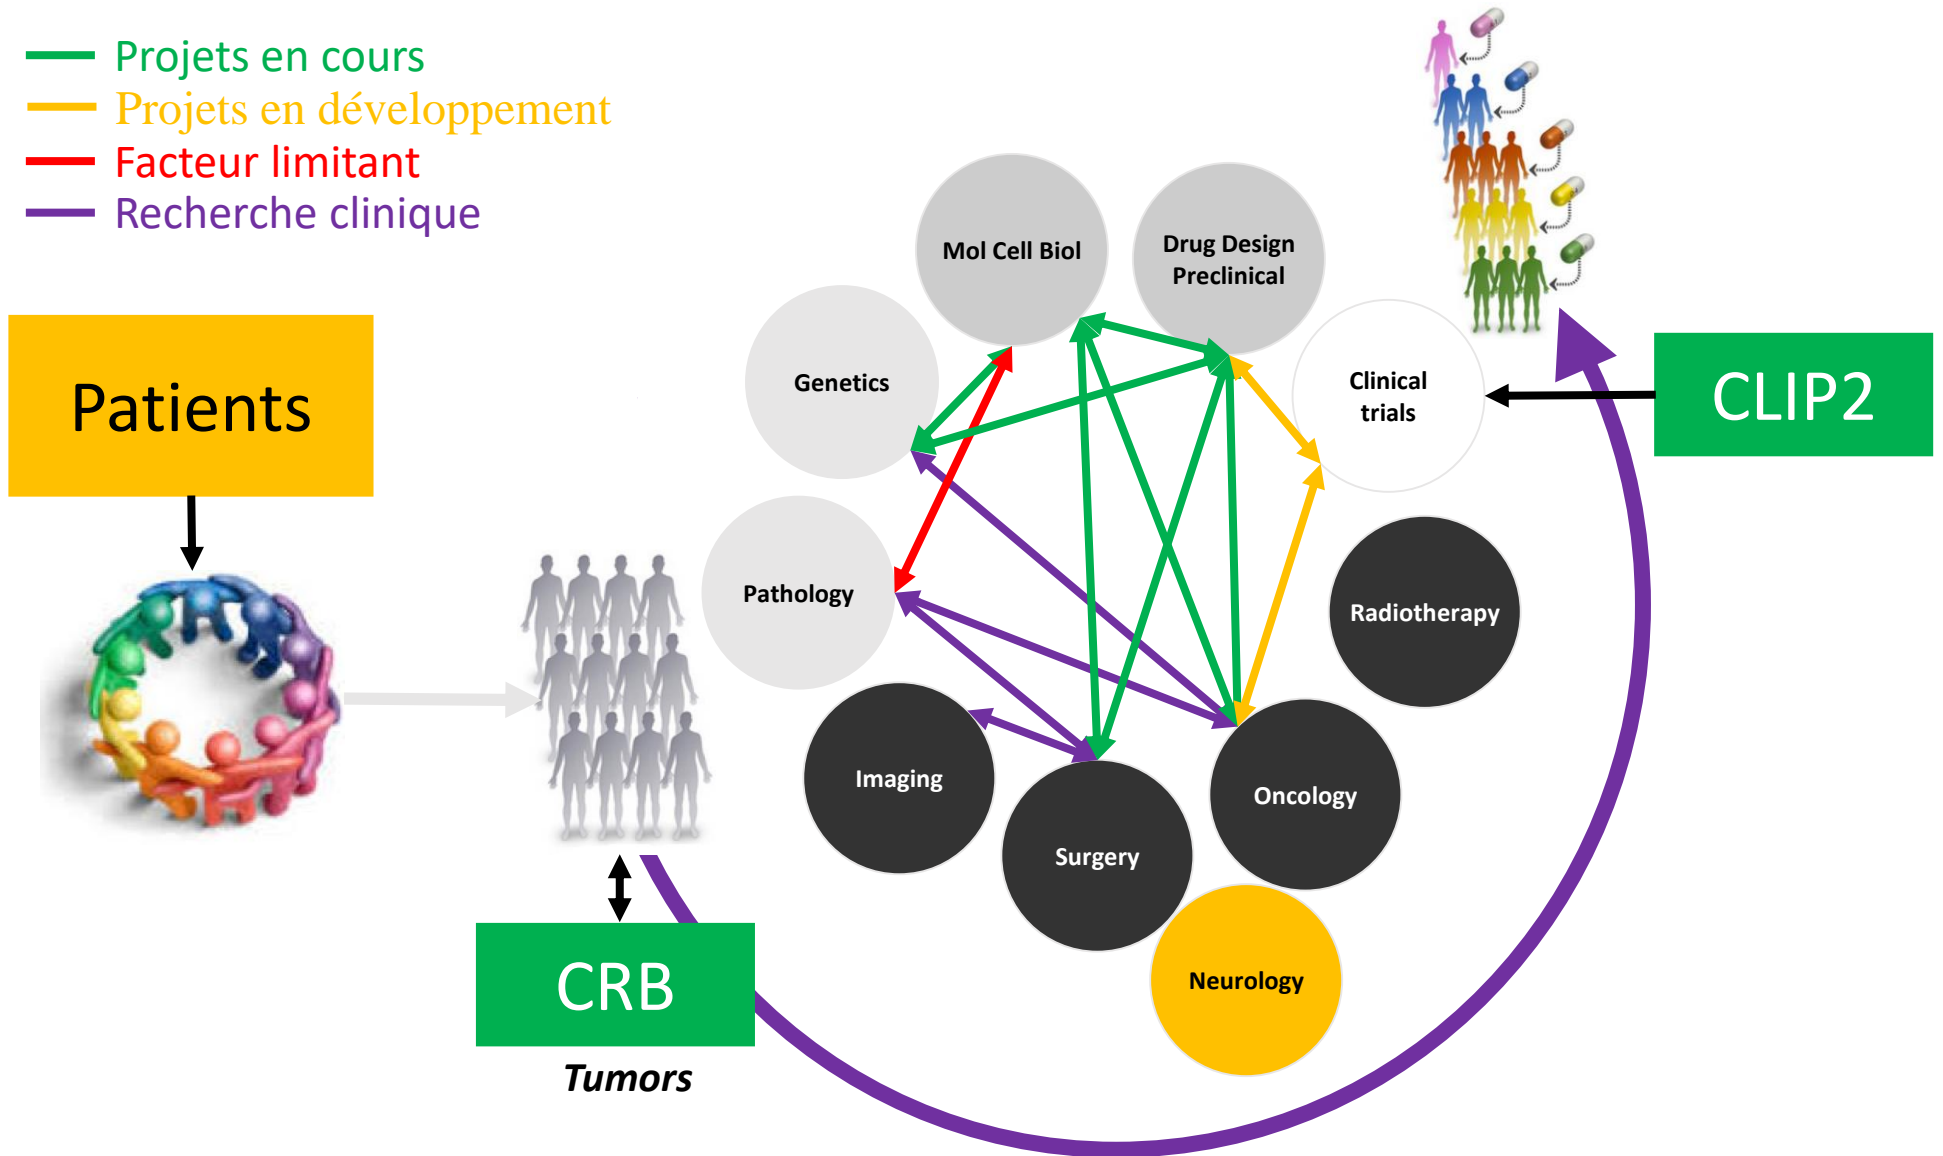 Projets en cours
Projets en développement
Facteur limitant
Recherche clinique
Mol Cell Biol
Drug Design
Preclinical
Genetics
Clinical
trials
Patients
CLIP2
Pathology
Radiotherapy
Imaging
Oncology
Surgery
Neurology
CRB
Tumors